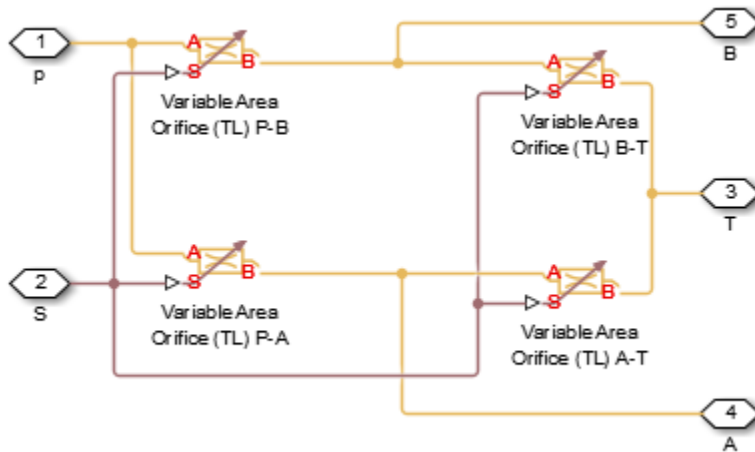 1
p
A
B
S
Variable Area
Orifice (TL) P-B
5
B
A
B
S
Variable Area
Orifice (TL) B-T
3
T
2
S
A
B
S
Variable Area
Orifice (TL) P-A
A
B
S
Variable Area
Orifice (TL) A-T
4
A